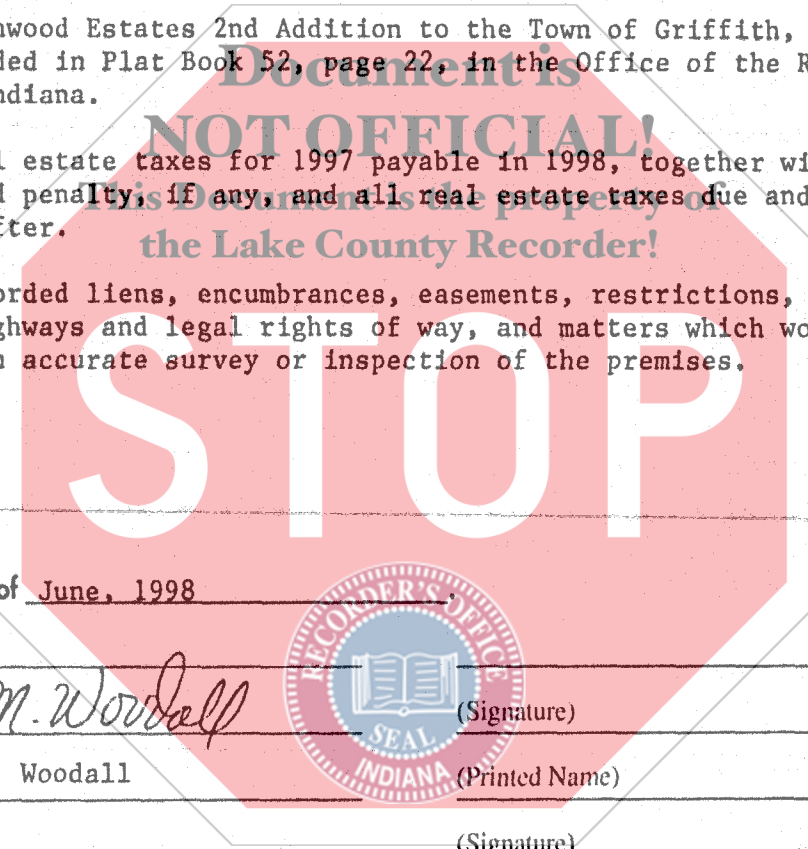 nwood Estates 2nd Addition to the Town of Griffith,
ded in Plat Book 52, page 22, in the Office of the R
ndiana.
Document is
NOT OFFICIAL!
This Document is the property of
the Lake County Recorder!
l estate taxes for 1997 payable in 1998, together wi
d penalty, if any, and all real estate taxes due and
fter.
orded liens, encumbrances, easements, restrictions,
ghways and legal rights of way, and matters which wo
n accurate survey or inspection of the premises.
STOP
of June, 1998.
RECORDER'S OFFICE
SEAL
INDIANA
M. Woodall
(Signature)
Woodall
(Printed Name)
(Signature)